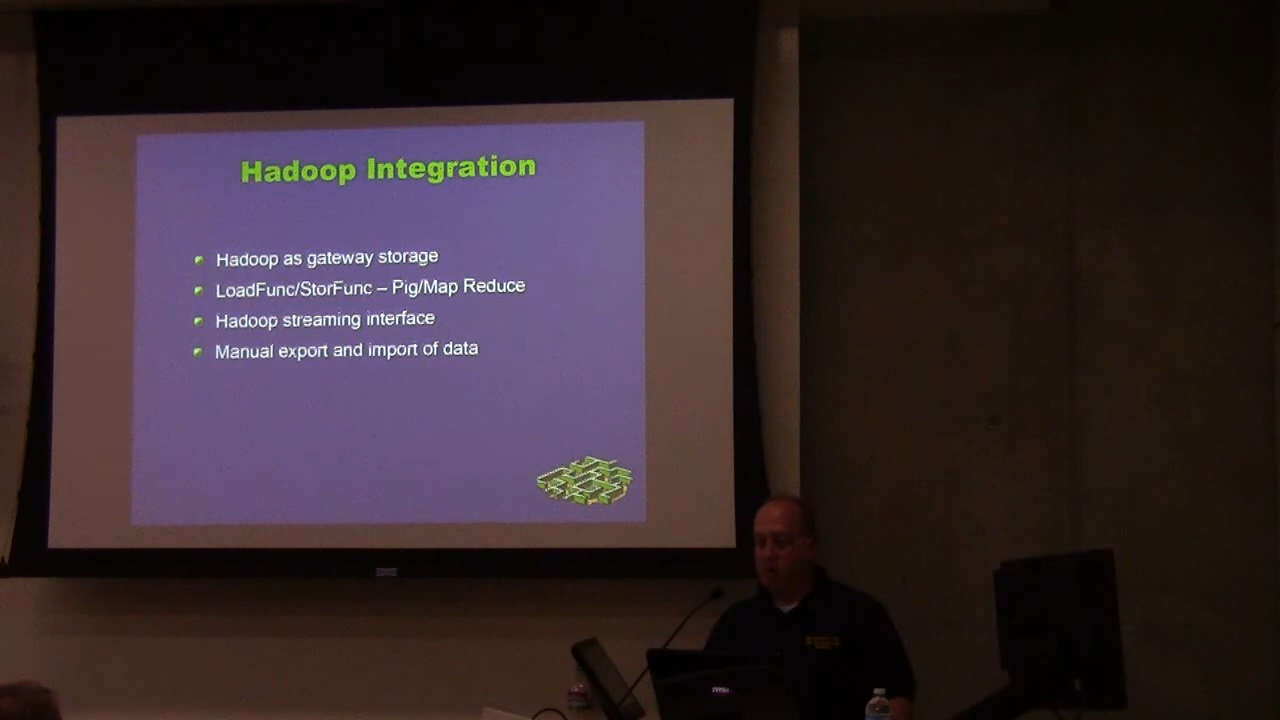 Hadoop Integration
Hadoop as gateway storage
LoadFunc/StorFunc – Pig/Map Reduce
Hadoop streaming interface
Manual export and import of data